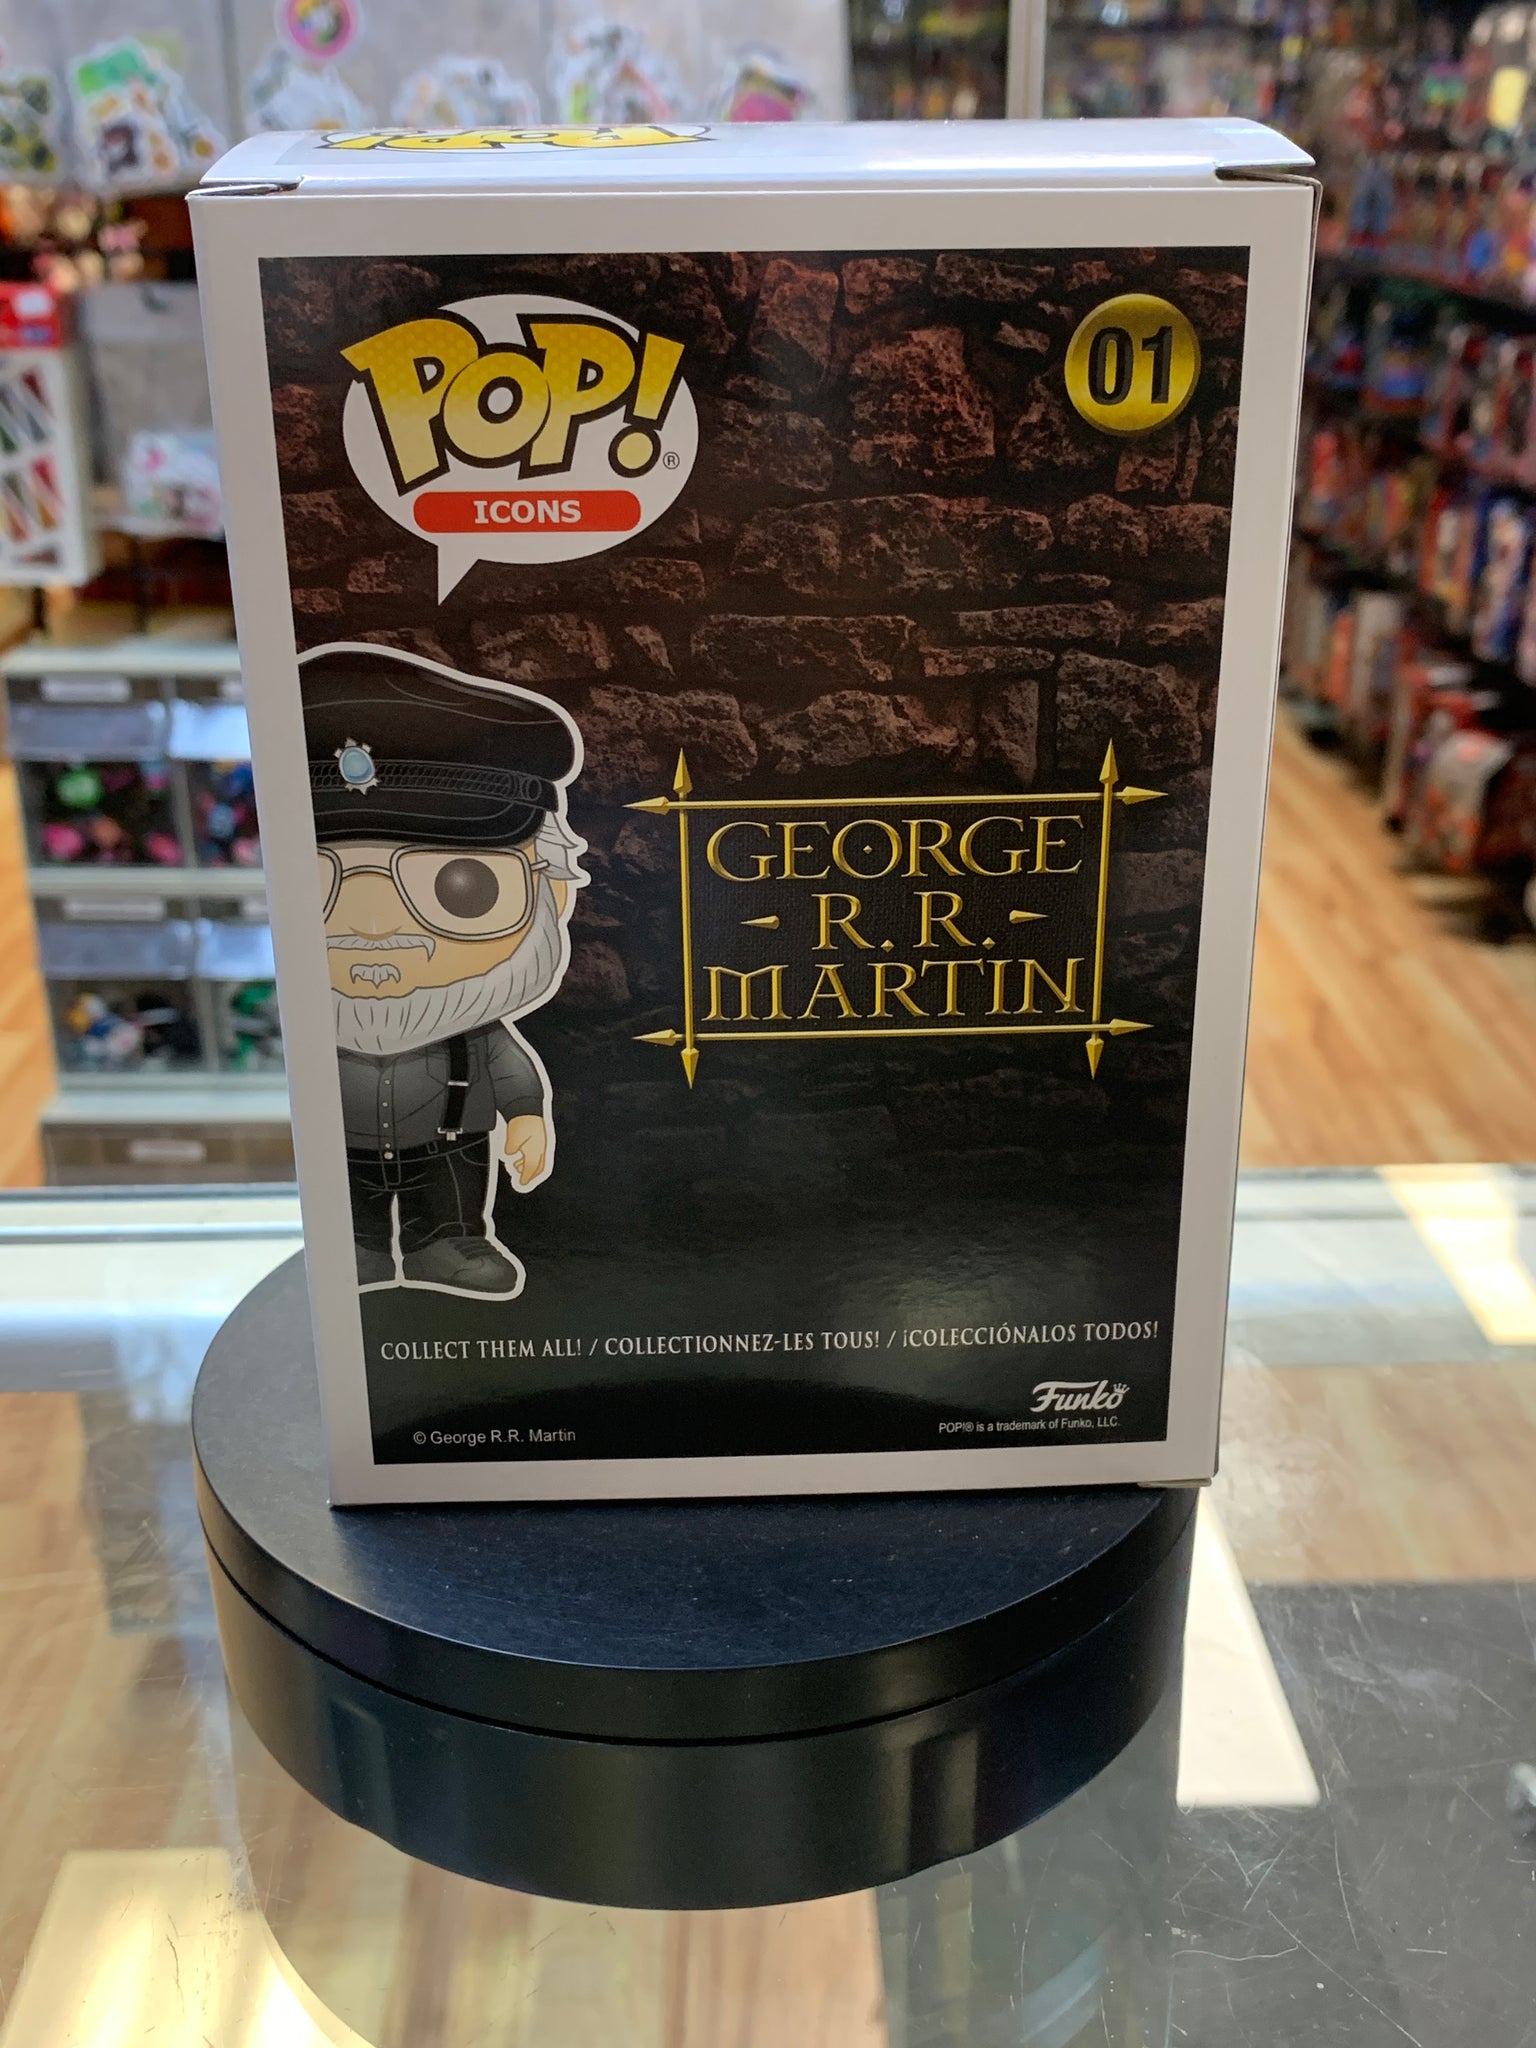 POP!
POP!®
ICONS
01
GEORGE
R. R.
MARTIN
COLLECT THEM ALL! / COLLECTIONNEZ-LES TOUS! / ¡COLECCIÓNALOS TODOS!
Funko
POP!® is a trademark of Funko, LLC.
© George R.R. Martin